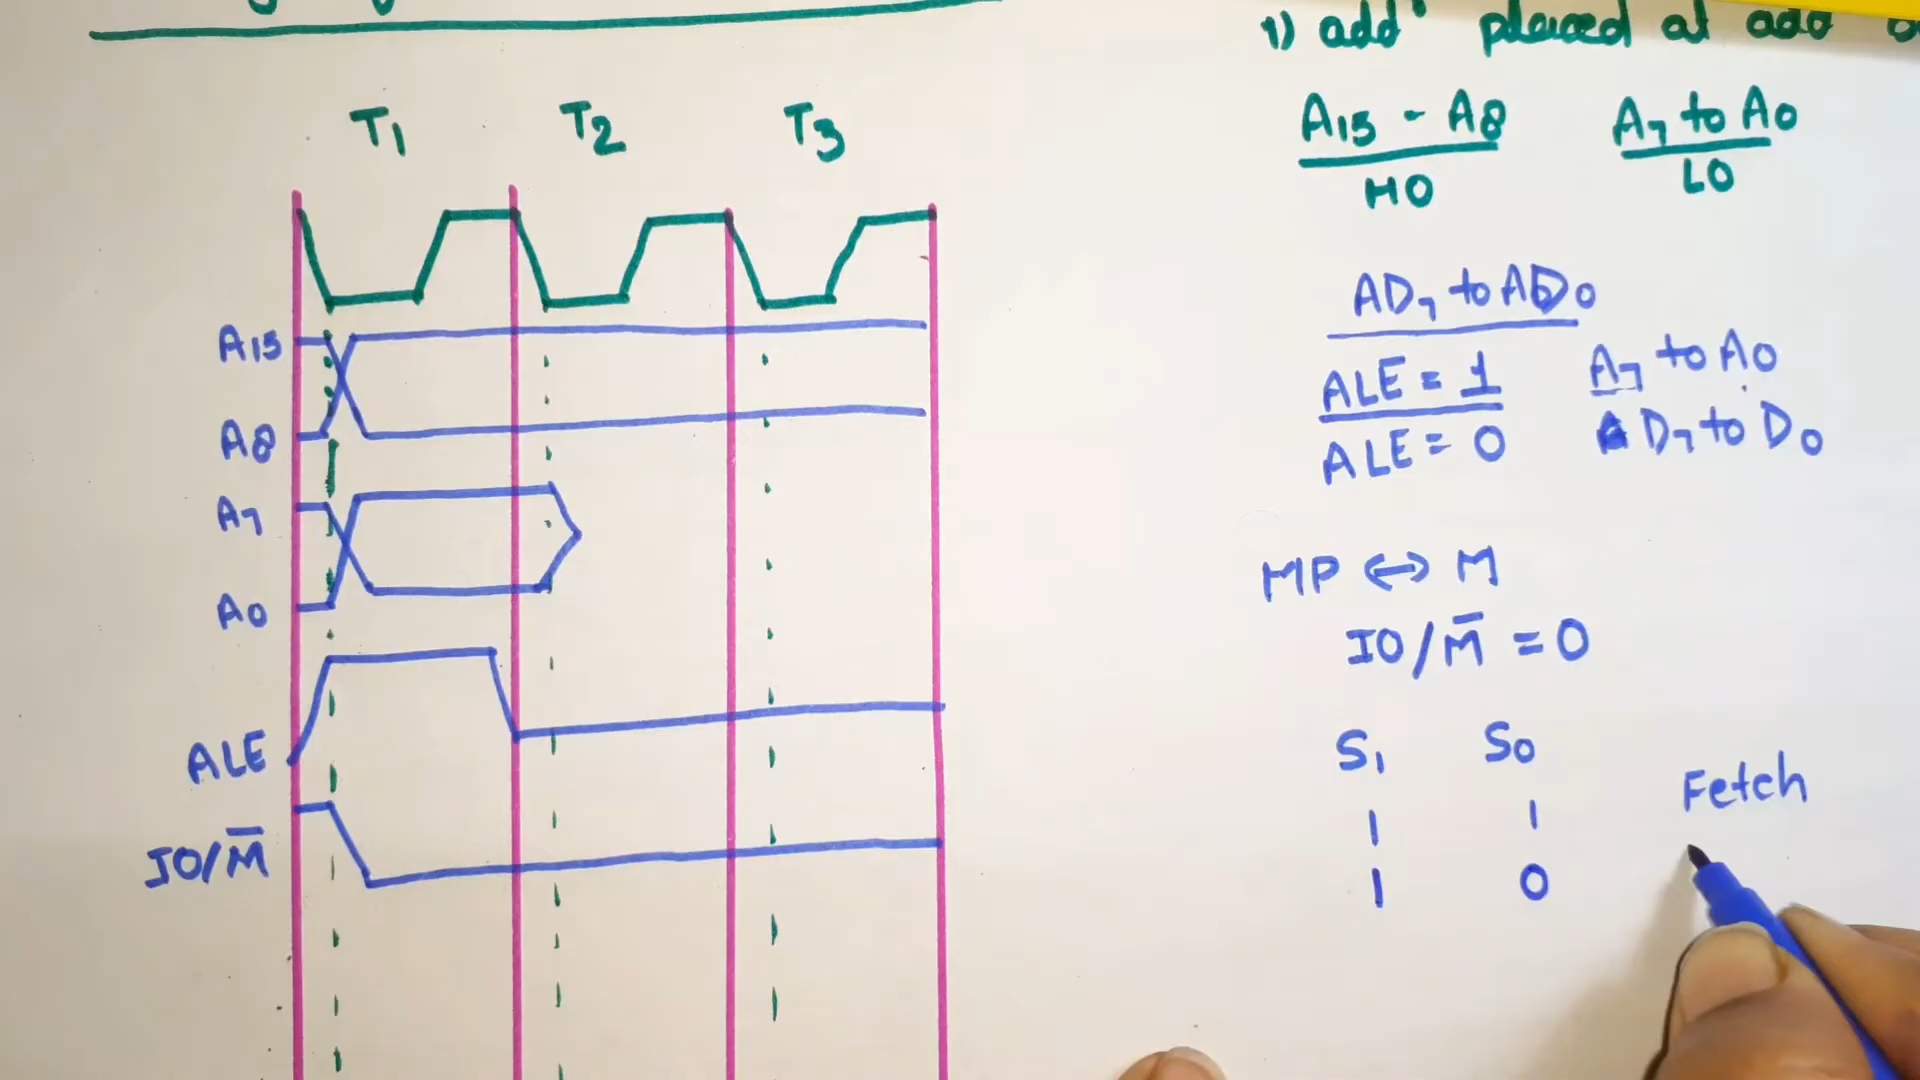 1) add' placed at add
T1 T2 T3
A15 - A8 A7 to A0
HO LO
AD7 to AD0
A15
ALE = 1 A7 to A0
A8
ALE = 0 D7 to D0
A7
MP ↔ M
A0
IO/M̅ = 0
ALE
S1 S0
Fetch
1 1
IO/M̅
1 0